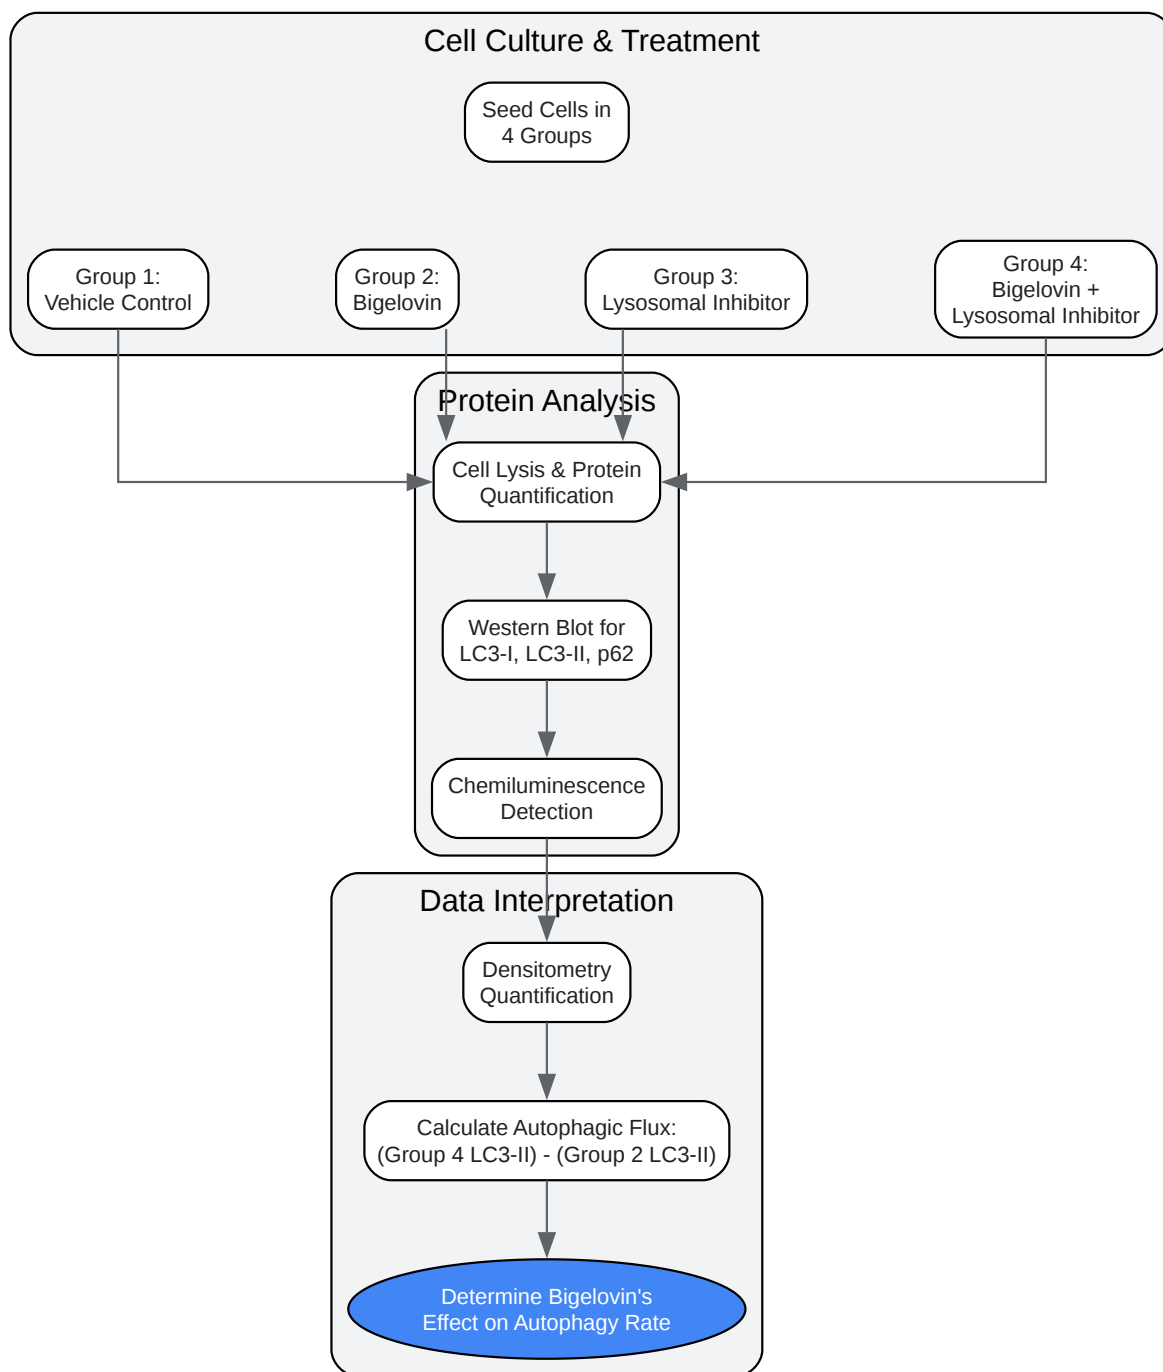 Cell Culture & Treatment
Seed Cells in
4 Groups
Group 1:
Vehicle Control
Group 2:
Bigelovin
Group 3:
Lysosomal Inhibitor
Group 4:
Bigelovin +
Lysosomal Inhibitor
Protein Analysis
Cell Lysis & Protein
Quantification
Western Blot for
LC3-I, LC3-II, p62
Chemiluminescence
Detection
Data Interpretation
Densitometry
Quantification
Calculate Autophagic Flux:
(Group 4 LC3-II) - (Group 2 LC3-II)
Determine Bigelovin's
Effect on Autophagy Rate